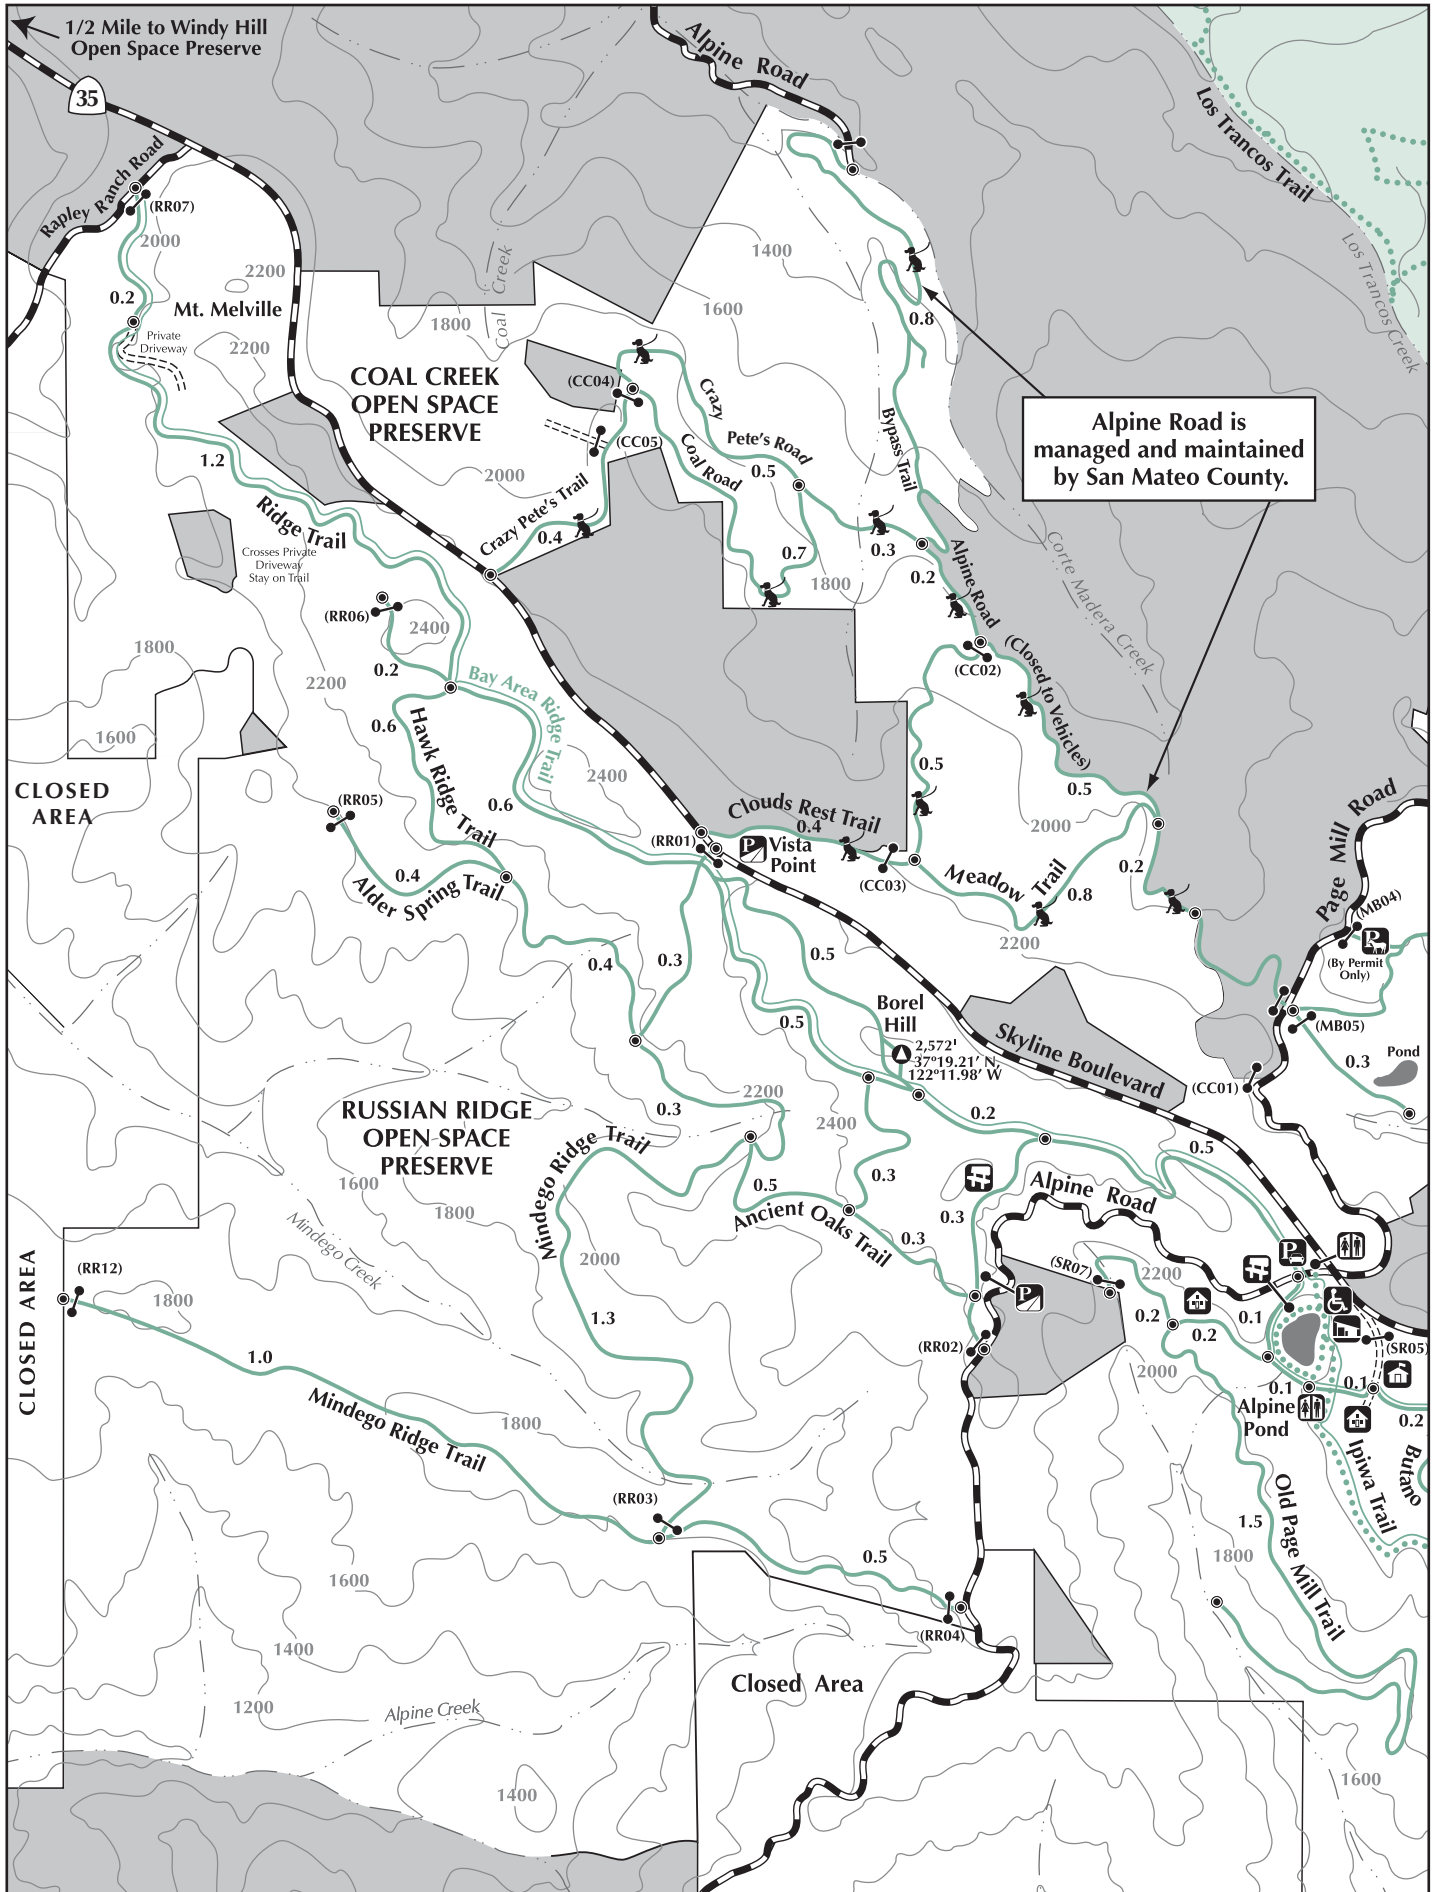 1/2 Mile to Windy Hill
Open Space Preserve
35
Alpine Road
Los Trancos Trail
Los Trancos Creek
Rapley Ranch Road
(RR07)
2000
2200
0.2
Mt. Melville
Private
Driveway
2200
1800
Coal Creek
1400
1600
0.8
COAL CREEK
OPEN SPACE
PRESERVE
(CC04)
(CC05)
Crazy
Pete's Road
0.5
Coal Road
Bypass Trail
Alpine Road is
managed and maintained
by San Mateo County.
1.2
2000
Ridge Trail
Crazy Pete's Trail
0.4
0.7
0.3
1800
0.2
Alpine Road
Corte Madera Creek
Crosses Private
Driveway
Stay on Trail
(RR06)
2400
0.2
1800
2200
(CC02)
(Closed to Vehicles)
Bay Area Ridge Trail
0.6
Hawk Ridge Trail
1600
2400
0.5
0.5
CLOSED
AREA
(RR05)
0.6
Clouds Rest Trail
0.4
2000
(RR01)
P
Vista
Point
(CC03)
Meadow Trail
0.8
0.2
Page Mill Road
(MB04)
P
(By Permit
Only)
0.4
Alder Spring Trail
2200
0.4
0.3
0.5
Borel
Hill
2,572'
37º19.21' N,
122º11.98' W
0.5
Skyline Boulevard
(MB05)
0.3
Pond
(CC01)
RUSSIAN RIDGE
OPEN SPACE
PRESERVE
0.3
2200
2400
0.2
0.5
Mindego Ridge Trail
1600
1800
0.5
0.3
Ancient Oaks Trail
0.3
0.3
Alpine Road
Mindego Creek
2000
CLOSED AREA
(RR12)
1800
1.3
P
(SR07)
2200
P
0.2
0.2
0.1
(RR02)
(SR05)
1.0
2000
0.1
0.1
Alpine
Pond
0.2
Mindego Ridge Trail
1800
Ipiwa Trail
Butano
(RR03)
Old Page Mill Trail
1.5
0.5
1800
1600
(RR04)
1400
Closed Area
1200
Alpine Creek
1400
1600